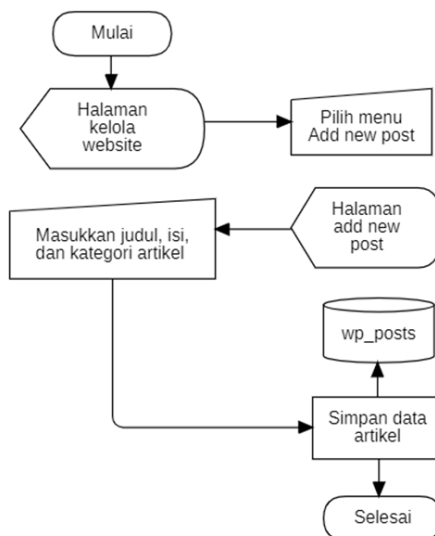 Mulai
Halaman
kelola
website
Pilih menu
Add new post
Halaman
add new
post
Masukkan judul, isi,
dan kategori artikel
wp_posts
Simpan data
artikel
Selesai